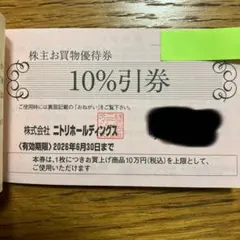 株主お買物優待券
10%引券
ご使用時には裏面記載の「おねがい」をご覧下さい。
株式会社 ニトリホールディングス
〈有効期限〉2026年6月30日まで
本券は、1枚につきお買上げ商品10万円(税込)を上限として、
ご使用いただけます